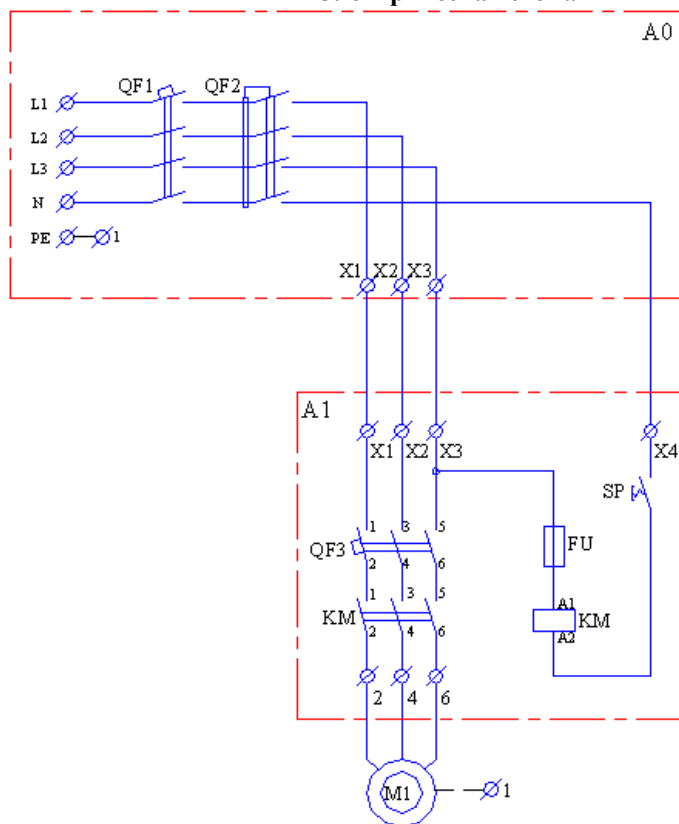 A0
QF1 QF2
L1
L2
L3
N
PE 1
X1 X2 X3
A1
X1 X2 X3 X4
SP
1 3 5
QF3 FU
2 4 6
1 3 5
A1
KM KM
2 4 6
A2
2 4 6
M1 1